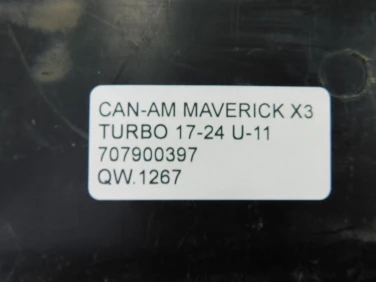 CAN-AM MAVERICK X3
TURBO 17-24 U-11
707900397
QW.1267